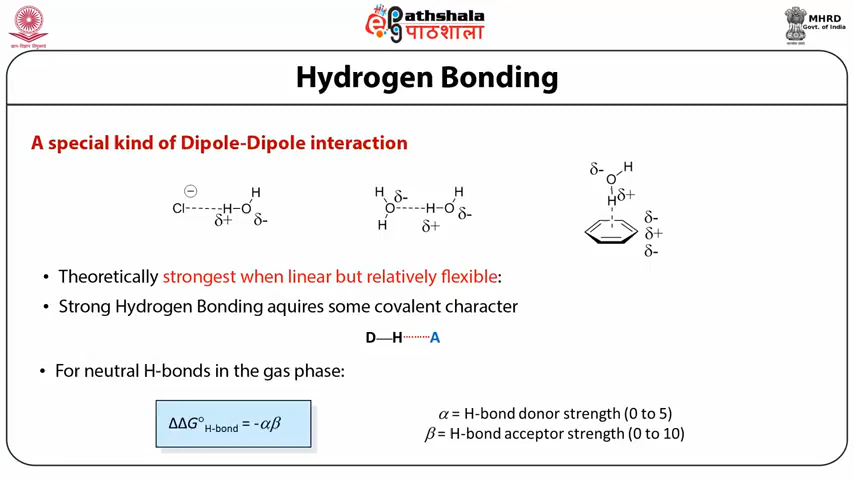 ePathshala
पाठशाला
MHRD
Govt. of India
Hydrogen Bonding
A special kind of Dipole-Dipole interaction
Cl ⊖ H δ+ O H δ-
H O H δ- H δ+ O H δ-
δ- O H
H δ+
δ-
δ+
δ-
• Theoretically strongest when linear but relatively flexible:
• Strong Hydrogen Bonding aquires some covalent character
D—H·········A
• For neutral H-bonds in the gas phase:
ΔΔG°H-bond = -αβ
α = H-bond donor strength (0 to 5)
β = H-bond acceptor strength (0 to 10)